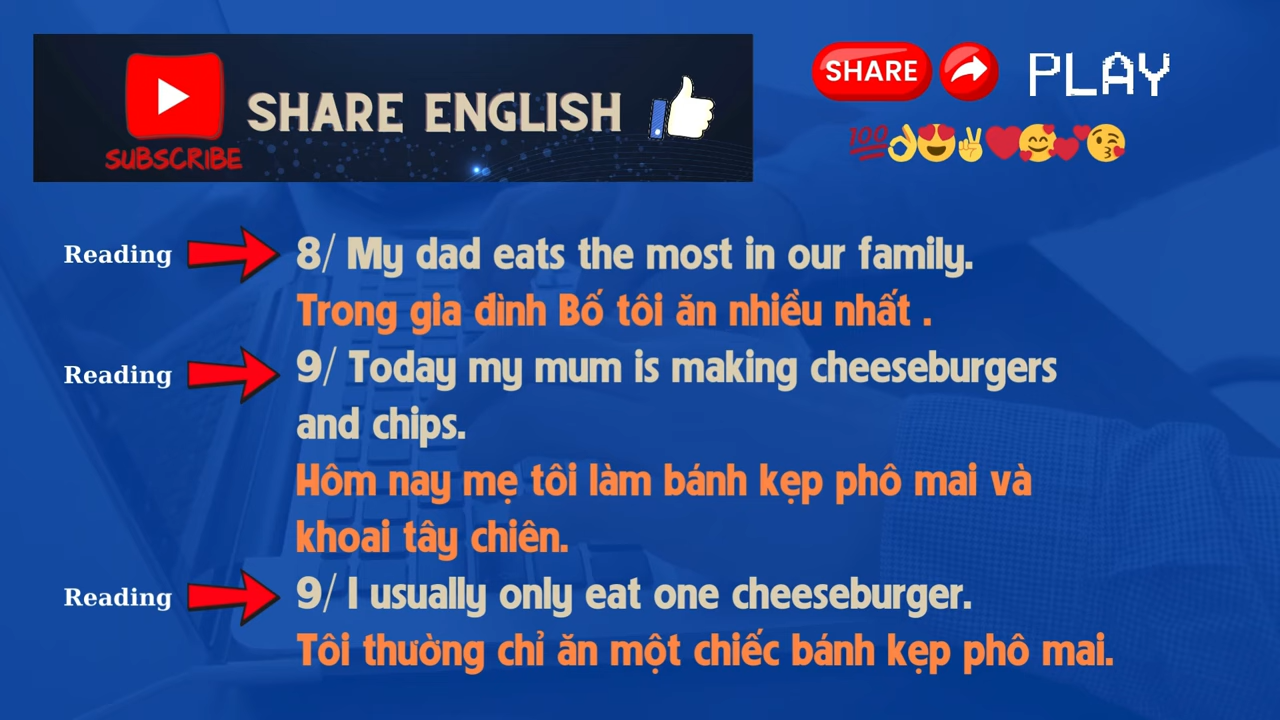 SUBSCRIBE
SHARE ENGLISH
SHARE
PLAY
100
Reading
8/ My dad eats the most in our family.
Trong gia đình Bố tôi ăn nhiều nhất .
Reading
9/ Today my mum is making cheeseburgers
and chips.
Hôm nay mẹ tôi làm bánh kẹp phô mai và
khoai tây chiên.
Reading
9/ I usually only eat one cheeseburger.
Tôi thường chỉ ăn một chiếc bánh kẹp phô mai.